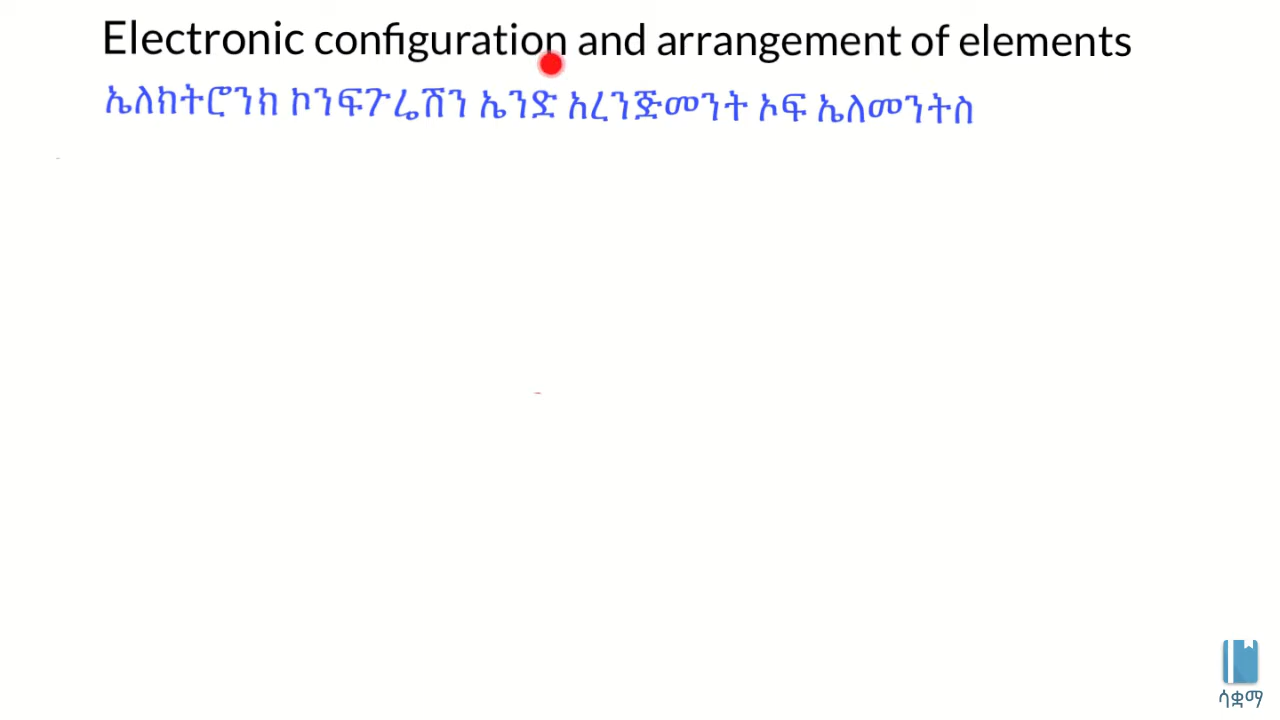 Electronic configuration and arrangement of elements
ኤለክትሮንክ ኮንፍጉሬሽን ኤንድ አረንጅመንት ኦፍ ኤለመንትስ
ሳቋማ